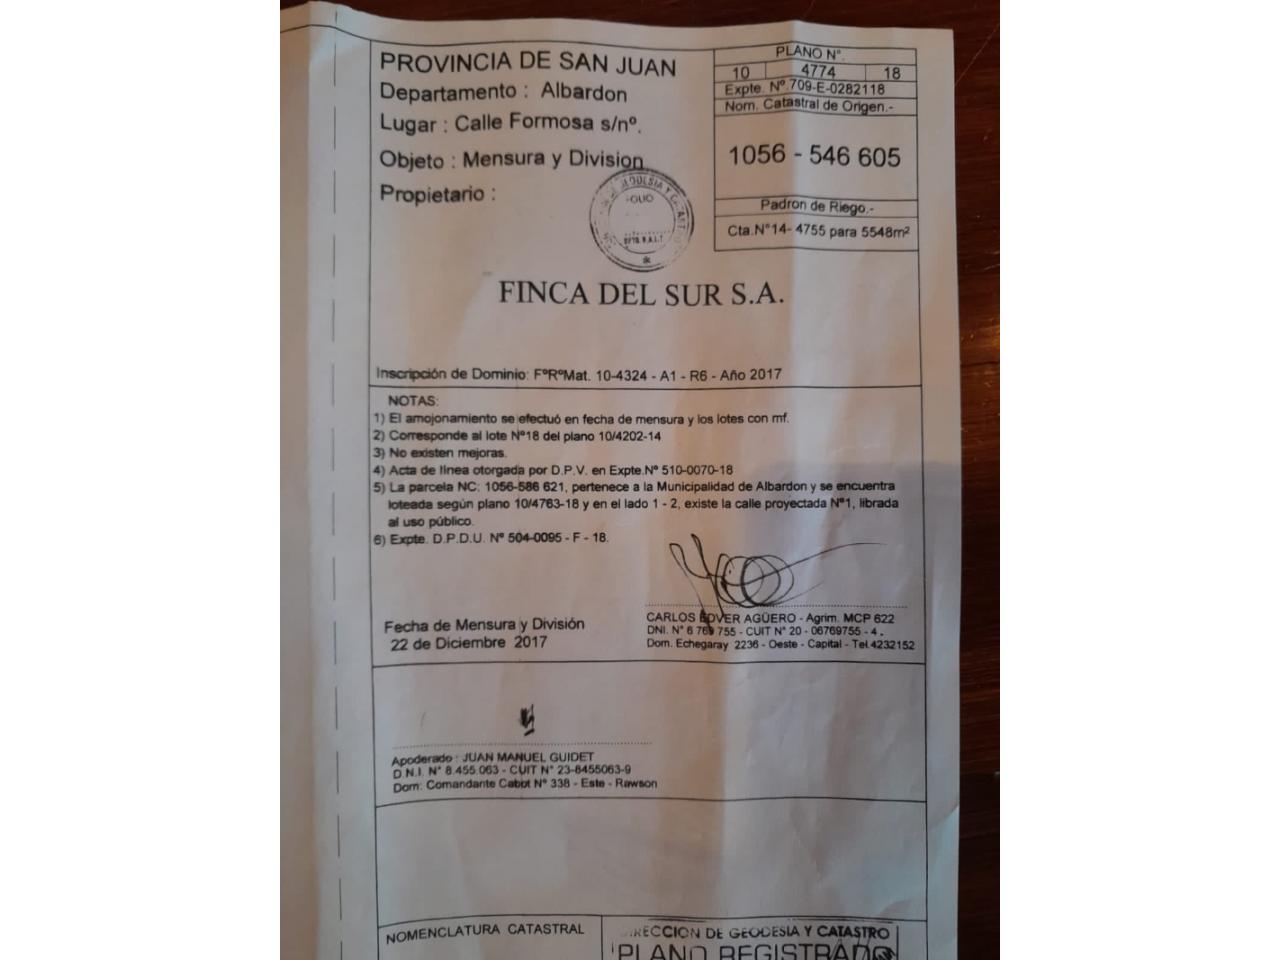 PROVINCIA DE SAN JUAN
Departamento : Albardon
Lugar : Calle Formosa s/nº.
Objeto : Mensura y Division
Propietario :
PLANO Nº.
10 4774 18
Expte. Nº.709-E-0282118
Nom. Catastral de Origen.-
1056 - 546 605
Padron de Riego.-
Cta.N°14- 4755 para 5548m²
GEODESIA Y
FOLIO
FINCA DEL SUR S.A.
Inscripción de Dominio: FºRºMat. 10-4324 - A1 - R6 - Año 2017
NOTAS:
1) El amojonamiento se efectuó en fecha de mensura y los lotes con mf.
2) Corresponde al lote Nº18 del plano 10/4202-14
3) No existen mejoras.
4) Acta de línea otorgada por D.P.V. en Expte.Nº 510-0070-18
5) La parcela NC: 1056-586 621, pertenece a la Municipalidad de Albardon y se encuentra
loteada según plano 10/4763-18 y en el lado 1 - 2, existe la calle proyectada Nº1, librada
al uso público.
6) Expte. D.P.D.U. Nº 504-0095 - F - 18.
Fecha de Mensura y División
22 de Diciembre 2017
CARLOS EDVER AGÜERO - Agrim. MCP 622
DNI. N° 6 769 755 - CUIT N° 20 - 06769755 - 4 .
Dom. Echegaray 2236 - Oeste - Capital - Tel.4232152
Apoderado : JUAN MANUEL GUIDET
D.N.I. N° 8.455.063 - CUIT N° 23-8455063-9
Dom: Comandante Cabot N° 338 - Este - Rawson
NOMENCLATURA CATASTRAL
DIRECCION DE GEODESIA Y CATASTRO
PLANO REGISTRADO